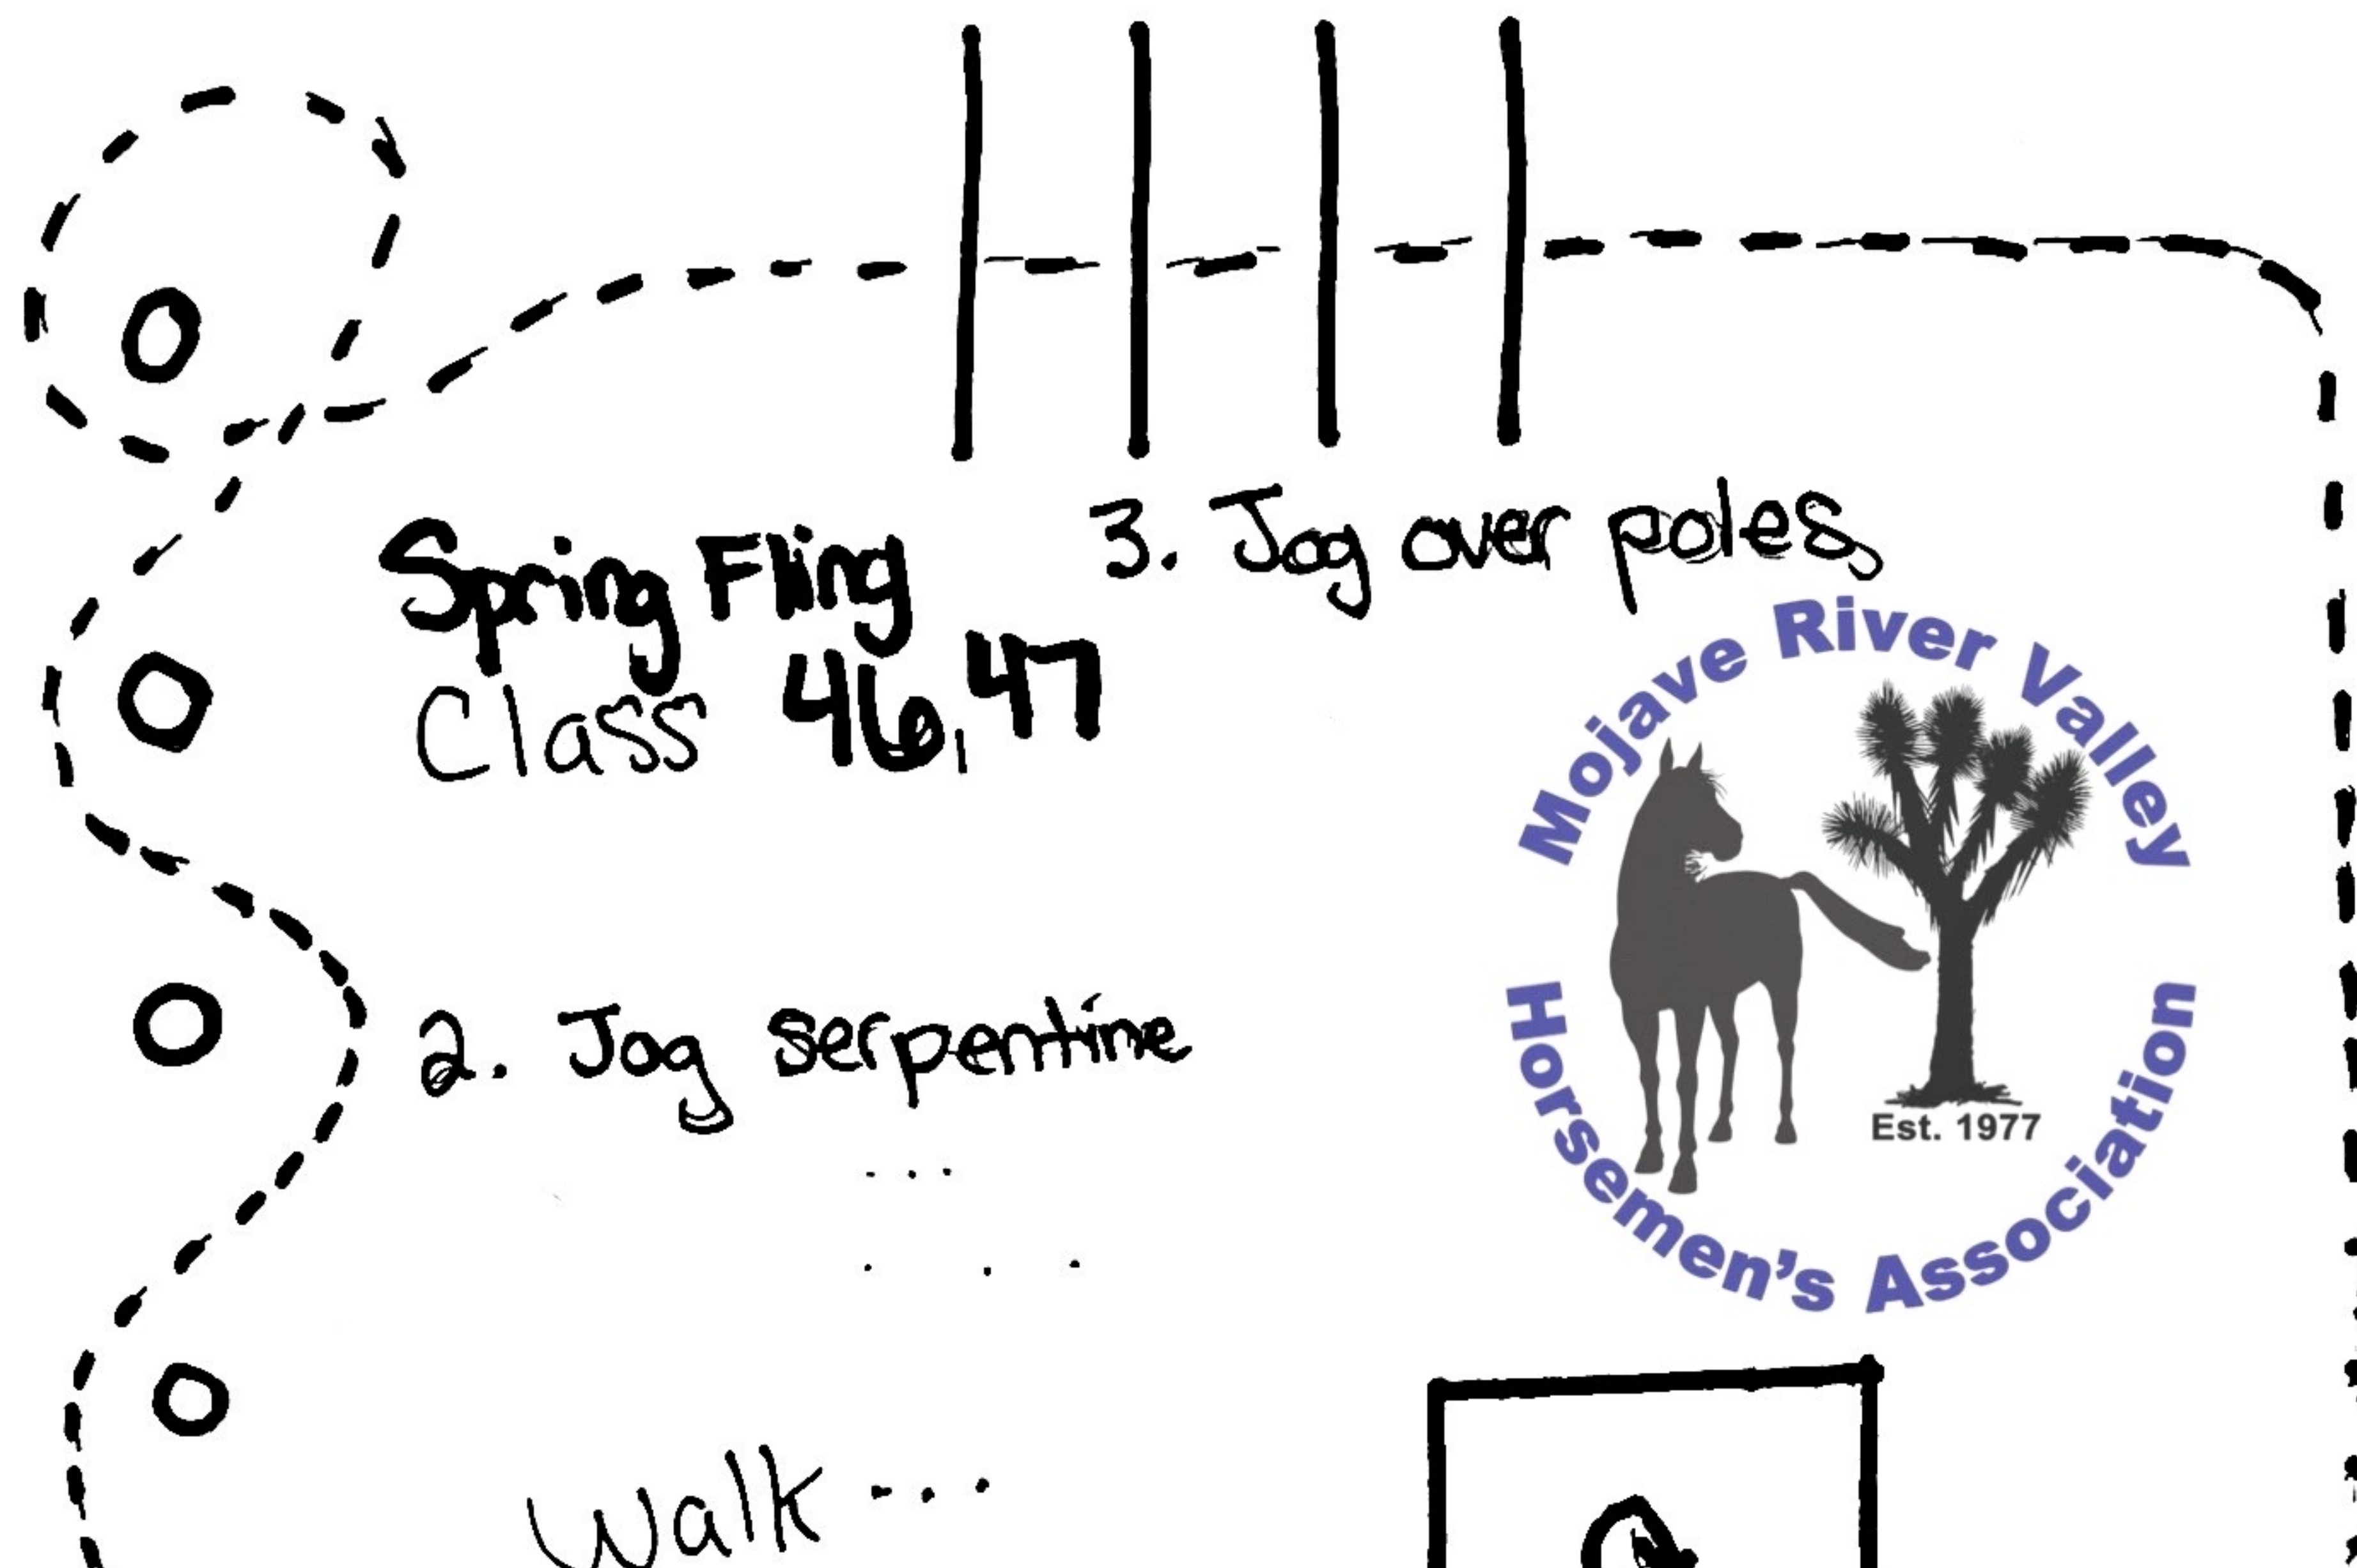 3. Jog over poles,
Spring Fling
Class 46, 47
Mojave River Valley
Horsemen's Association
Est. 1977
2. Jog serpentine
Walk ...